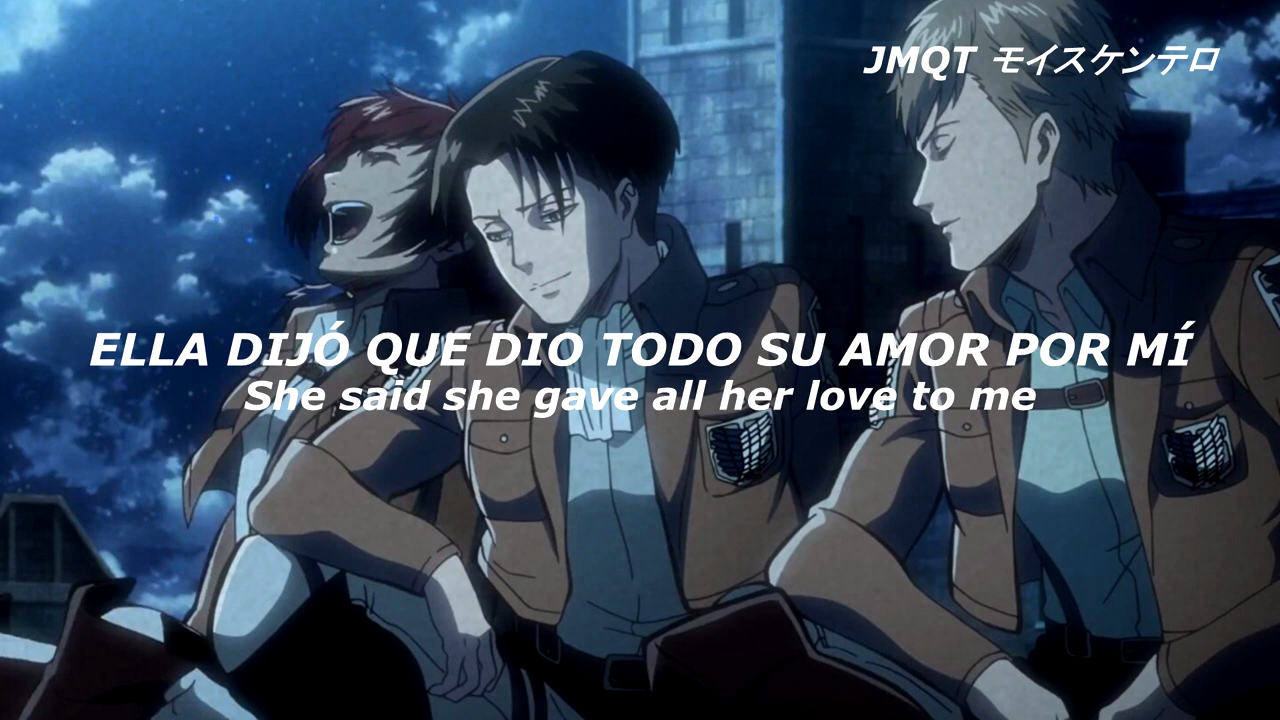 JMQT モイスケンテロ
ELLA DIJÓ QUE DIO TODO SU AMOR POR MÍ
She said she gave all her love to me